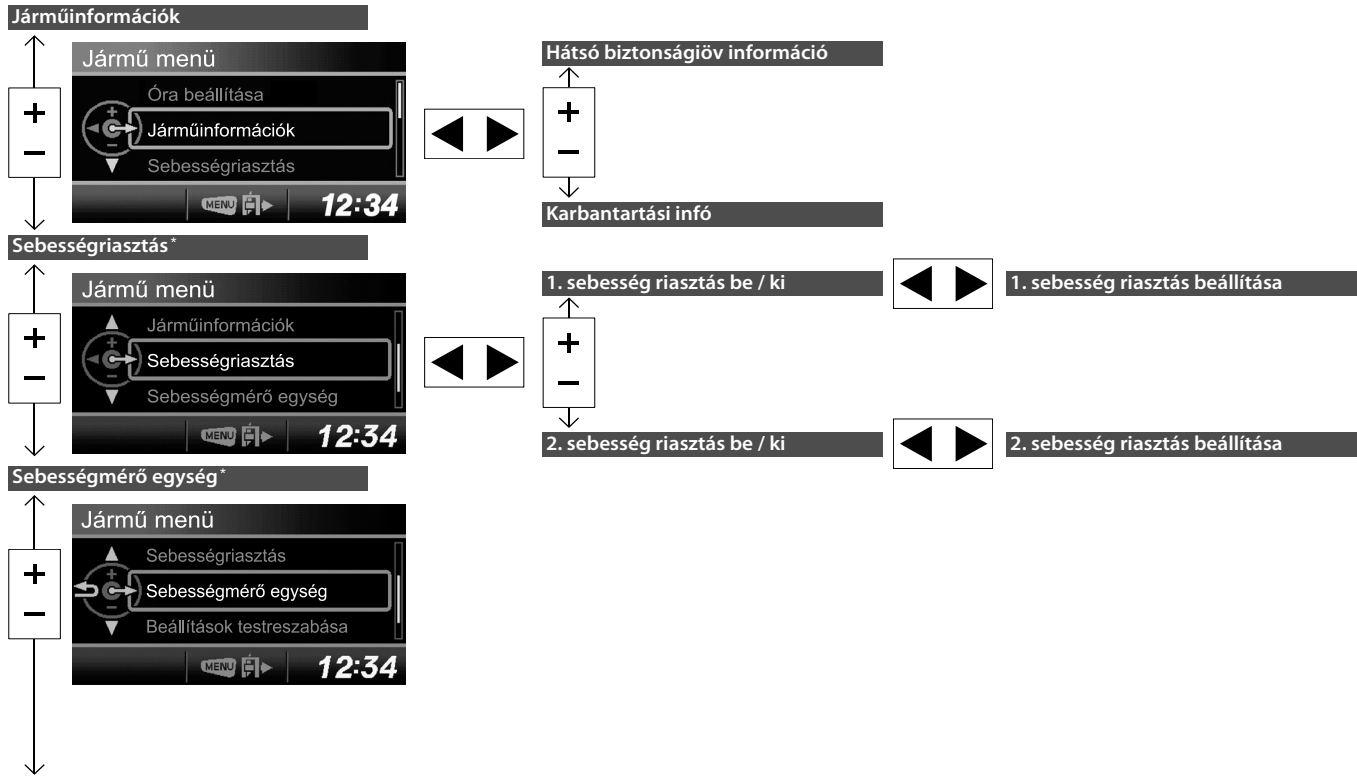 Járműinformációk
Jármű menü
Óra beállítása
Járműinformációk
Sebességriasztás
MENU
12:34
+
−
+
−
Hátsó biztonságiöv információ
+
−
Karbantartási infó
Sebességriasztás*
Jármű menü
Járműinformációk
Sebességriasztás
Sebességmérő egység
MENU
12:34
+
−
+
−
1. sebesség riasztás be / ki
1. sebesség riasztás beállítása
+
−
2. sebesség riasztás be / ki
2. sebesség riasztás beállítása
Sebességmérő egység*
Jármű menü
Sebességriasztás
Sebességmérő egység
Beállítások testreszabása
MENU
12:34
+
−
+
−